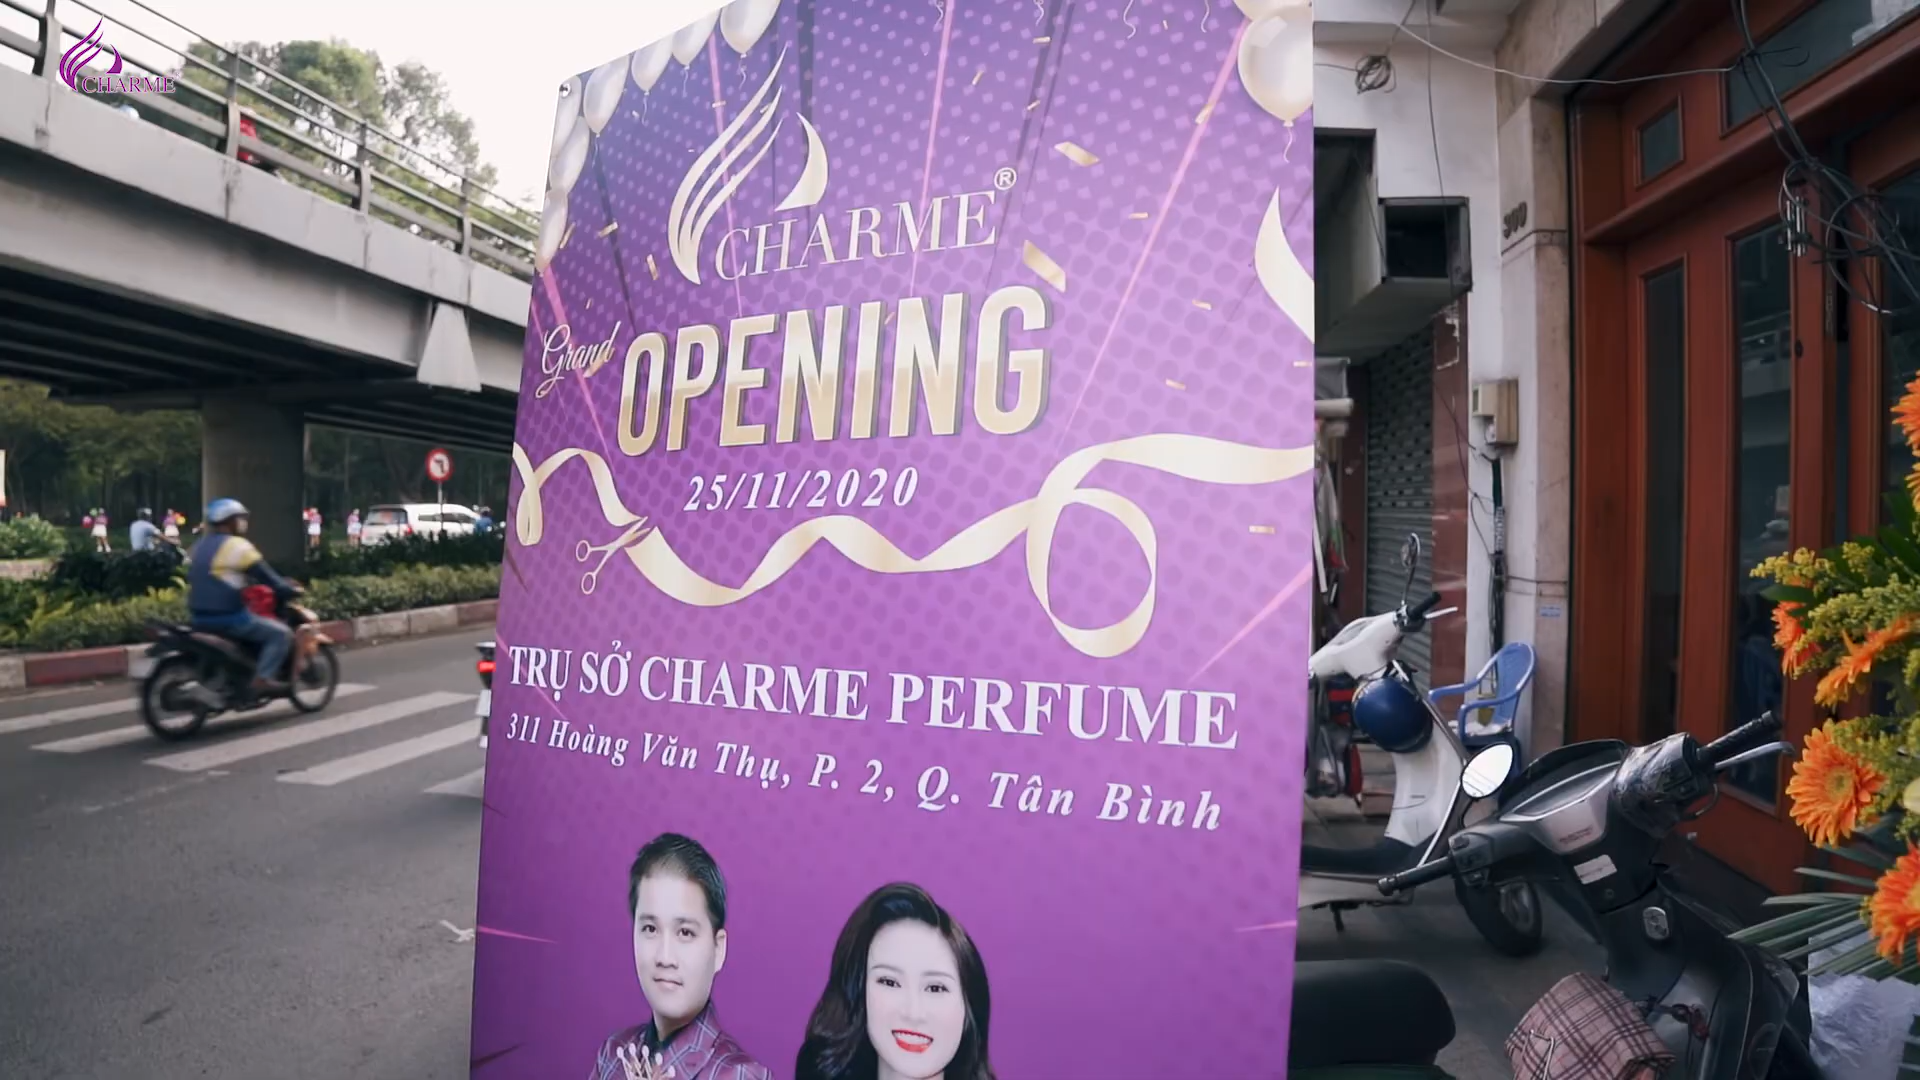 CHARME
CHARME®
Grand OPENING
25/11/2020
TRỤ SỞ CHARME PERFUME
311 Hoàng Văn Thụ, P. 2, Q. Tân Bình
300